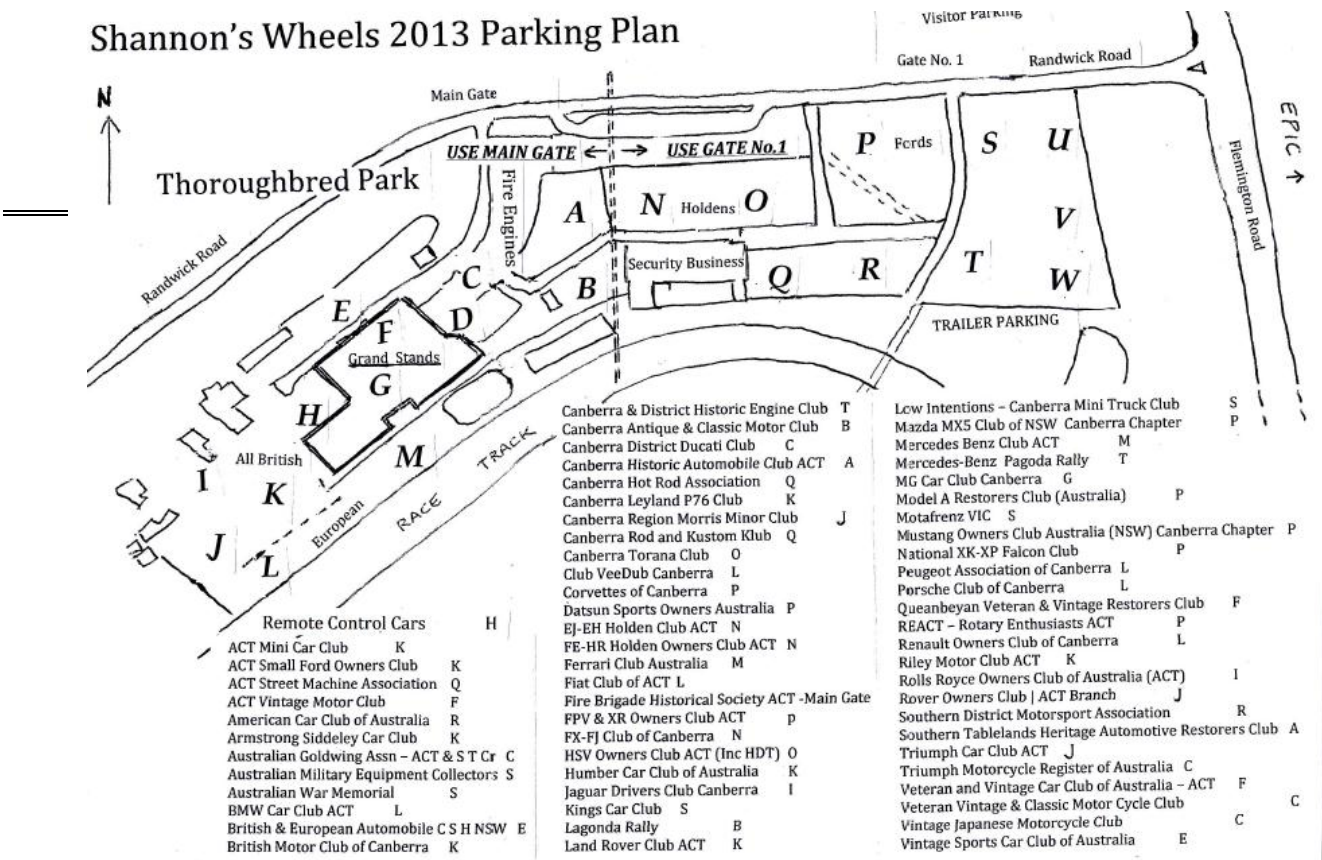 Shannon's Wheels 2013 Parking Plan
Visitor Parking
Gate No. 1
Randwick Road
Main Gate
N
EPIC
USE MAIN GATE ← → USE GATE No.1
P Fords
S
U
Thoroughbred Park
Fire Engines
A
N Holdens O
V
Flemington Road
Randwick Road
Security Business
C
B
Q
R
T
W
E
F
D
TRAILER PARKING
Grand Stands
G
H
M
TRACK
RACE
All British
I
K
European
J
L
Remote Control Cars H
ACT Mini Car Club K
ACT Small Ford Owners Club K
ACT Street Machine Association Q
ACT Vintage Motor Club F
American Car Club of Australia R
Armstrong Siddeley Car Club K
Australian Goldwing Assn – ACT & S T Cr C
Australian Military Equipment Collectors S
Australian War Memorial S
BMW Car Club ACT L
British & European Automobile C S H NSW E
British Motor Club of Canberra K
Canberra & District Historic Engine Club T
Canberra Antique & Classic Motor Club B
Canberra District Ducati Club C
Canberra Historic Automobile Club ACT A
Canberra Hot Rod Association Q
Canberra Leyland P76 Club K
Canberra Region Morris Minor Club J
Canberra Rod and Kustom Klub Q
Canberra Torana Club O
Club VeeDub Canberra L
Corvettes of Canberra P
Datsun Sports Owners Australia P
EJ-EH Holden Club ACT N
FE-HR Holden Owners Club ACT N
Ferrari Club Australia M
Fiat Club of ACT L
Fire Brigade Historical Society ACT -Main Gate
FPV & XR Owners Club ACT p
FX-FJ Club of Canberra N
HSV Owners Club ACT (Inc HDT) O
Humber Car Club of Australia K
Jaguar Drivers Club Canberra I
Kings Car Club S
Lagonda Rally B
Land Rover Club ACT K
Low Intentions – Canberra Mini Truck Club S
Mazda MX5 Club of NSW Canberra Chapter P
Mercedes Benz Club ACT M
Mercedes-Benz Pagoda Rally T
MG Car Club Canberra G
Model A Restorers Club (Australia) P
Motafrenz VIC S
Mustang Owners Club Australia (NSW) Canberra Chapter P
National XK-XP Falcon Club P
Peugeot Association of Canberra L
Porsche Club of Canberra L
Queanbeyan Veteran & Vintage Restorers Club F
REACT – Rotary Enthusiasts ACT P
Renault Owners Club of Canberra L
Riley Motor Club ACT K
Rolls Royce Owners Club of Australia (ACT) I
Rover Owners Club | ACT Branch J
Southern District Motorsport Association R
Southern Tablelands Heritage Automotive Restorers Club A
Triumph Car Club ACT J
Triumph Motorcycle Register of Australia C
Veteran and Vintage Car Club of Australia – ACT F
Veteran Vintage & Classic Motor Cycle Club C
Vintage Japanese Motorcycle Club C
Vintage Sports Car Club of Australia E